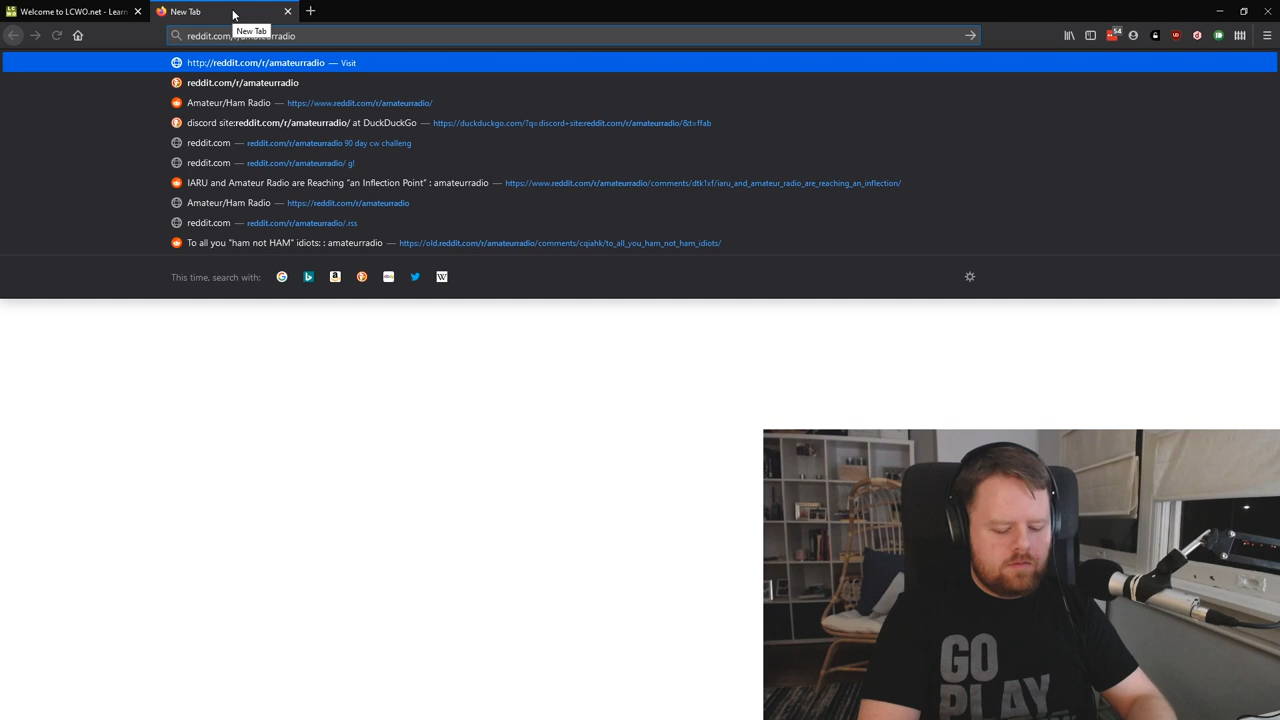 Welcome to LCWO.net - Learn
New Tab
New Tab
reddit.com/r/amateurradio
http://reddit.com/r/amateurradio — Visit
reddit.com/r/amateurradio
Amateur/Ham Radio — https://www.reddit.com/r/amateurradio/
discord site:reddit.com/r/amateurradio/ at DuckDuckGo — https://duckduckgo.com/?q=discord+site:reddit.com/r/amateurradio/&t=ffab
reddit.com — reddit.com/r/amateurradio 90 day cw challeng
reddit.com — reddit.com/r/amateurradio/ g!
IARU and Amateur Radio are Reaching "an Inflection Point" : amateurradio — https://www.reddit.com/r/amateurradio/comments/dtk1xf/iaru_and_amateur_radio_are_reaching_an_inflection/
Amateur/Ham Radio — https://reddit.com/r/amateurradio
reddit.com — reddit.com/r/amateurradio/.rss
To all you "ham not HAM" idiots: : amateurradio — https://old.reddit.com/r/amateurradio/comments/cqiahk/to_all_you_ham_not_ham_idiots/
This time, search with:
54
GO
PLAY